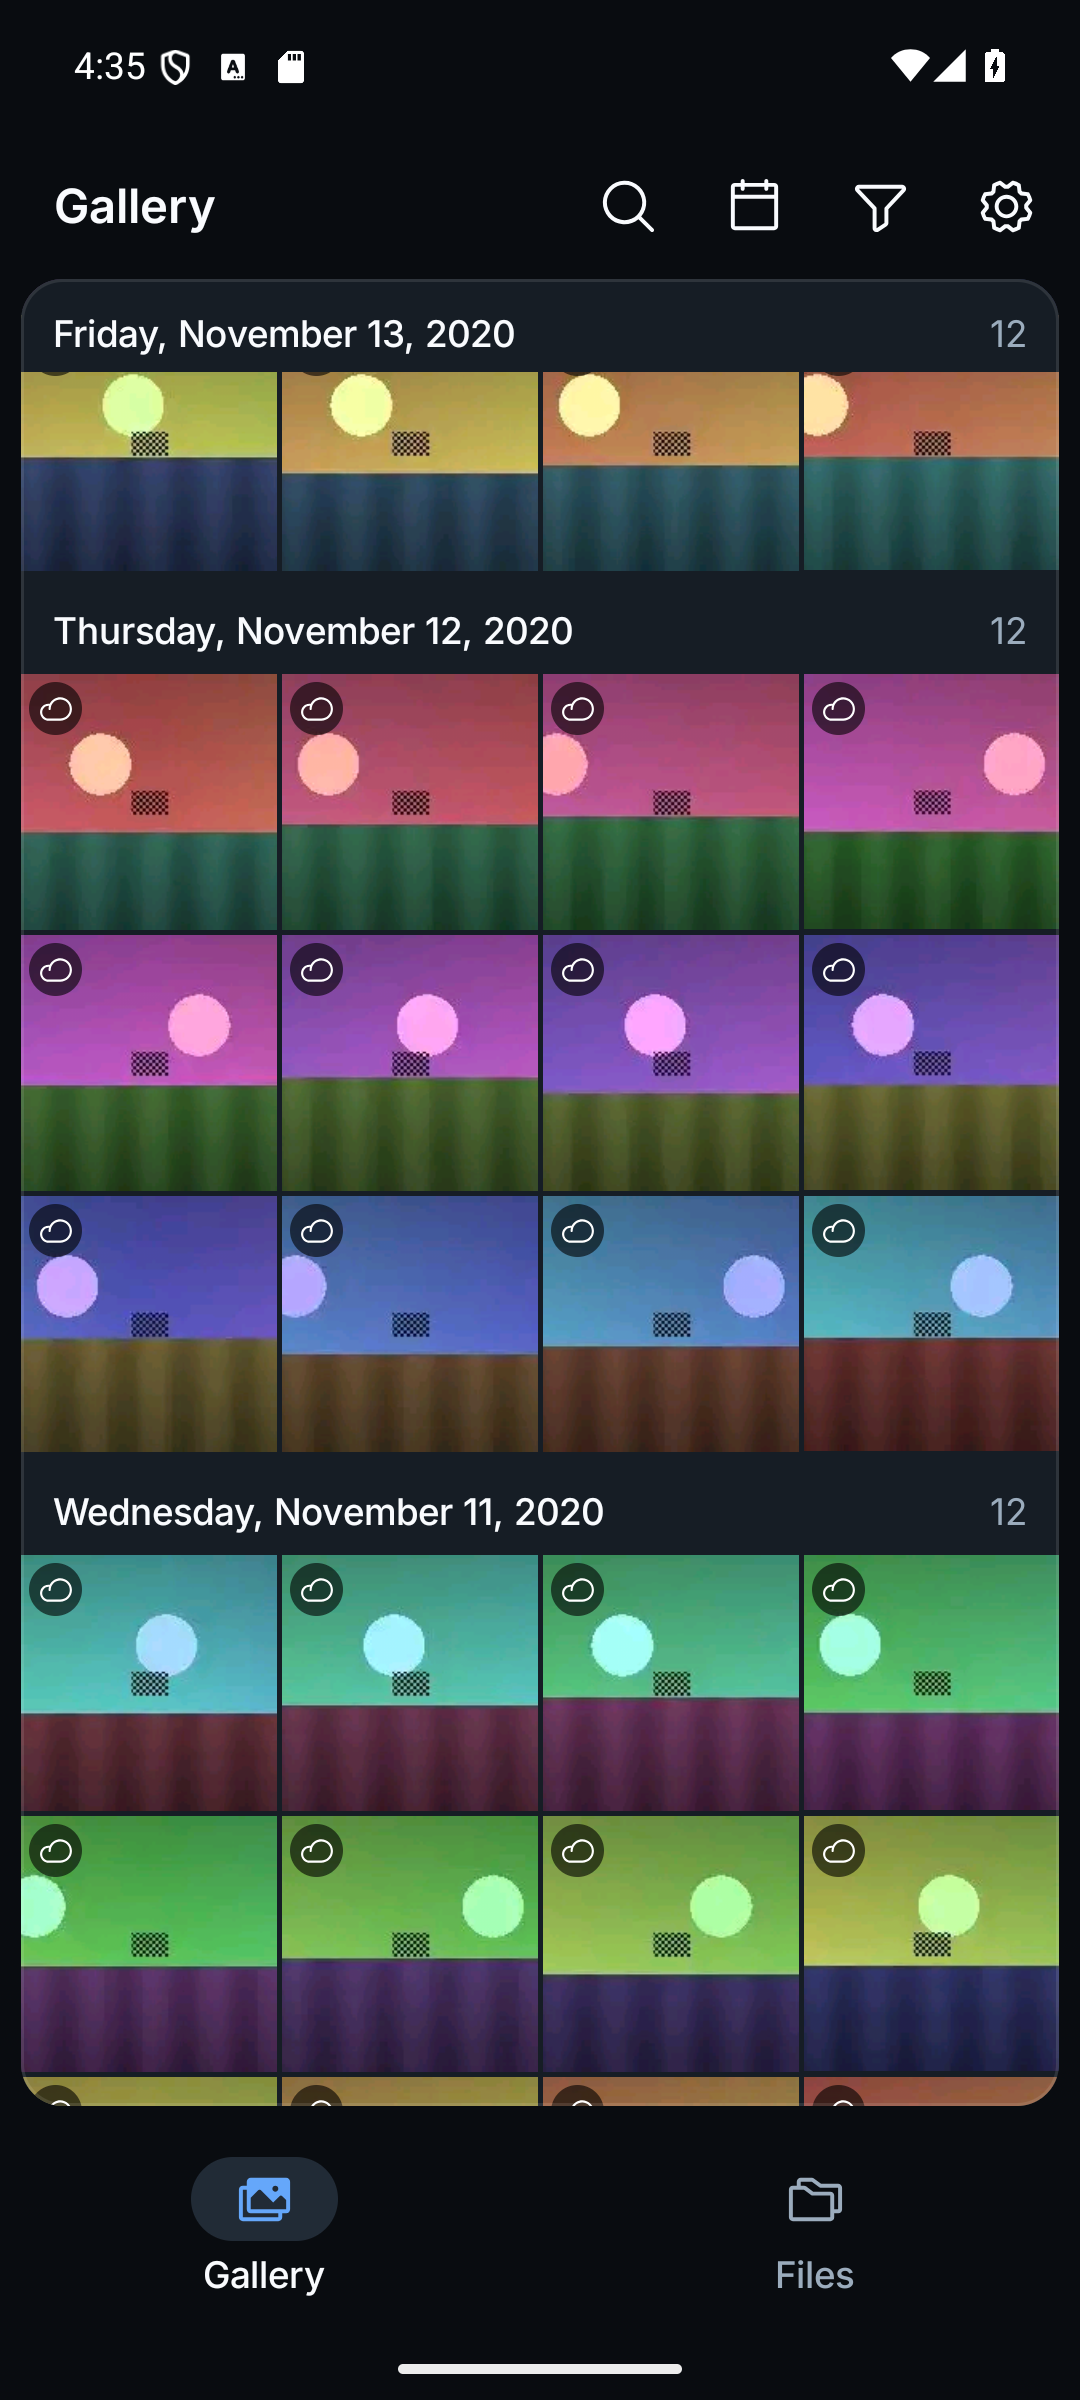 4:35
Gallery
Friday, November 13, 2020 12
Thursday, November 12, 2020 12
Wednesday, November 11, 2020 12
Gallery Files